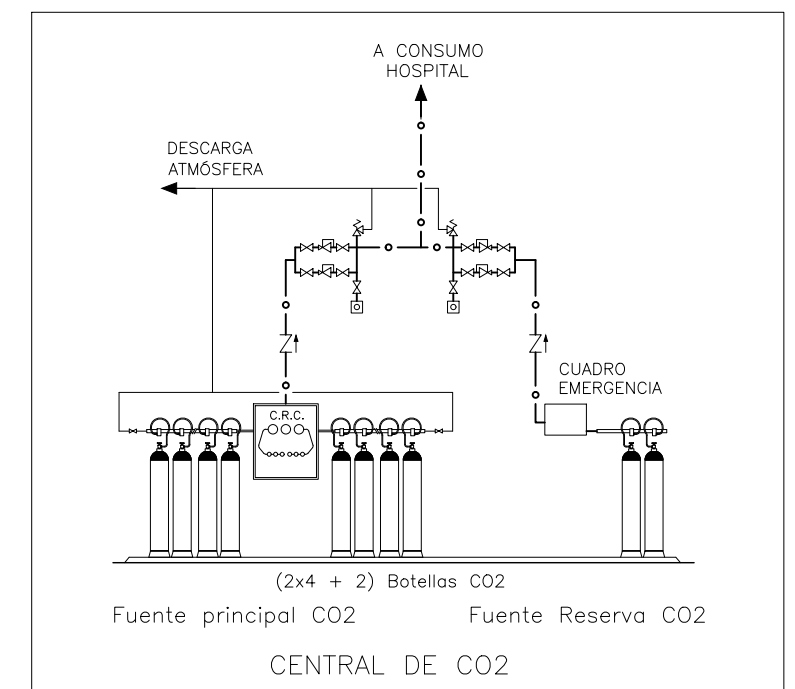 A CONSUMO
HOSPITAL
DESCARGA
ATMÓSFERA
CUADRO
EMERGENCIA
C.R.C.
(2x4 + 2) Botellas CO2
Fuente principal CO2
Fuente Reserva CO2
CENTRAL DE CO2